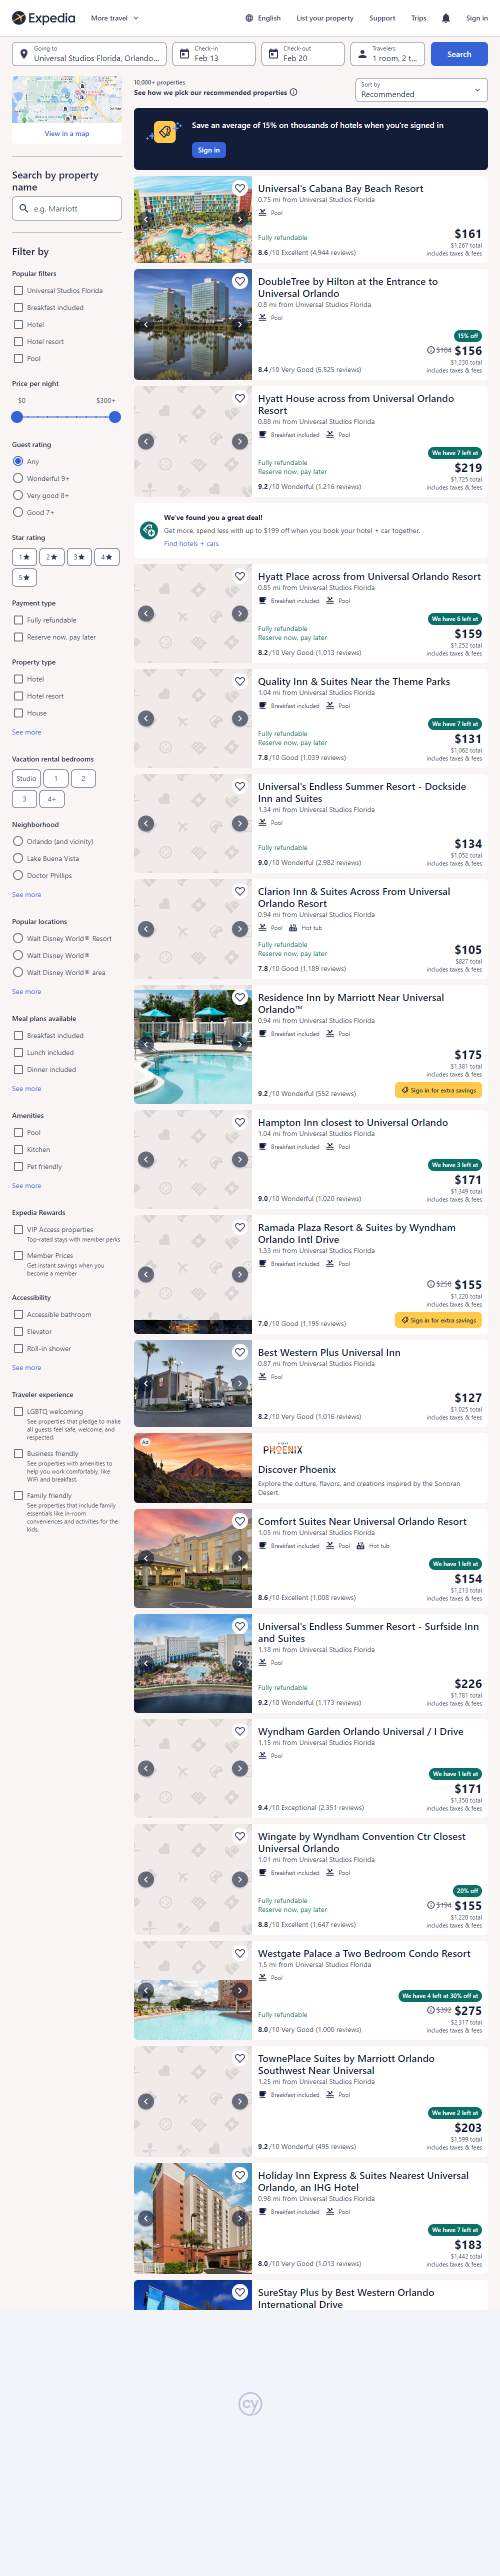 Expedia
More travel
English
List your property
Support
Trips
Sign in
Going to
Universal Studios Florida, Orlando...
Check-in
Feb 13
Check-out
Feb 20
Travelers
1 room, 2 t...
Search
View in a map
Search by property
name
e.g. Marriott
Filter by
Popular filters
Universal Studios Florida
Breakfast included
Hotel
Hotel resort
Pool
Price per night
$0
$300+
Guest rating
Any
Wonderful 9+
Very good 8+
Good 7+
Star rating
1★ 2★ 3★ 4★
5★
Payment type
Fully refundable
Reserve now, pay later
Property type
Hotel
Hotel resort
House
See more
Vacation rental bedrooms
Studio 1 2
3 4+
Neighborhood
Orlando (and vicinity)
Lake Buena Vista
Doctor Phillips
See more
Popular locations
Walt Disney World® Resort
Walt Disney World®
Walt Disney World® area
See more
Meal plans available
Breakfast included
Lunch included
Dinner included
See more
Amenities
Pool
Kitchen
Pet friendly
See more
Expedia Rewards
VIP Access properties
Top-rated stays with member perks
Member Prices
Get instant savings when you
become a member
Accessibility
Accessible bathroom
Elevator
Roll-in shower
See more
Traveler experience
LGBTQ welcoming
See properties that pledge to make
all guests feel safe, welcome, and
respected.
Business friendly
See properties with amenities to
help you work comfortably, like
WiFi and breakfast.
Family friendly
See properties that include family
essentials like in-room
conveniences and activities for the
kids.
10,000+ properties
See how we pick our recommended properties
Sort by
Recommended
Save an average of 15% on thousands of hotels when you're signed in
Sign in
Universal's Cabana Bay Beach Resort
0.75 mi from Universal Studios Florida
Pool
Fully refundable
8.6/10 Excellent (4,944 reviews)
$161
$1,267 total
includes taxes & fees
DoubleTree by Hilton at the Entrance to
Universal Orlando
0.8 mi from Universal Studios Florida
Pool
8.4/10 Very Good (6,525 reviews)
15% off
$184 $156
$1,230 total
includes taxes & fees
Hyatt House across from Universal Orlando
Resort
0.88 mi from Universal Studios Florida
Breakfast included Pool
Fully refundable
Reserve now, pay later
9.2/10 Wonderful (1,216 reviews)
We have 7 left at
$219
$1,725 total
includes taxes & fees
We've found you a great deal!
Get more, spend less with up to $199 off when you book your hotel + car together.
Find hotels + cars
Hyatt Place across from Universal Orlando Resort
0.85 mi from Universal Studios Florida
Breakfast included Pool
Fully refundable
Reserve now, pay later
8.2/10 Very Good (1,013 reviews)
We have 6 left at
$159
$1,252 total
includes taxes & fees
Quality Inn & Suites Near the Theme Parks
1.04 mi from Universal Studios Florida
Breakfast included Pool
Fully refundable
Reserve now, pay later
7.8/10 Good (1,039 reviews)
We have 7 left at
$131
$1,062 total
includes taxes & fees
Universal's Endless Summer Resort - Dockside
Inn and Suites
1.34 mi from Universal Studios Florida
Pool
Fully refundable
9.0/10 Wonderful (2,982 reviews)
$134
$1,052 total
includes taxes & fees
Clarion Inn & Suites Across From Universal
Orlando Resort
0.94 mi from Universal Studios Florida
Pool Hot tub
Fully refundable
Reserve now, pay later
7.8/10 Good (1,189 reviews)
$105
$827 total
includes taxes & fees
Residence Inn by Marriott Near Universal
Orlando™
0.94 mi from Universal Studios Florida
Breakfast included Pool
9.2/10 Wonderful (552 reviews)
$175
$1,381 total
includes taxes & fees
Sign in for extra savings
Hampton Inn closest to Universal Orlando
1.04 mi from Universal Studios Florida
Breakfast included Pool
9.0/10 Wonderful (1,020 reviews)
We have 3 left at
$171
$1,349 total
includes taxes & fees
Ramada Plaza Resort & Suites by Wyndham
Orlando Intl Drive
1.33 mi from Universal Studios Florida
Breakfast included Pool
7.0/10 Good (1,195 reviews)
$258 $155
$1,220 total
includes taxes & fees
Sign in for extra savings
Best Western Plus Universal Inn
0.87 mi from Universal Studios Florida
Pool
8.2/10 Very Good (1,016 reviews)
$127
$1,025 total
includes taxes & fees
Ad
VISIT
PHOENIX
Discover Phoenix
Explore the culture, flavors, and creations inspired by the Sonoran
Desert.
Comfort Suites Near Universal Orlando Resort
1.05 mi from Universal Studios Florida
Breakfast included Pool Hot tub
8.6/10 Excellent (1,008 reviews)
We have 1 left at
$154
$1,213 total
includes taxes & fees
Universal's Endless Summer Resort - Surfside Inn
and Suites
1.18 mi from Universal Studios Florida
Pool
Fully refundable
9.2/10 Wonderful (1,173 reviews)
$226
$1,781 total
includes taxes & fees
Wyndham Garden Orlando Universal / I Drive
1.15 mi from Universal Studios Florida
Pool
9.4/10 Exceptional (2,351 reviews)
We have 1 left at
$171
$1,350 total
includes taxes & fees
Wingate by Wyndham Convention Ctr Closest
Universal Orlando
1.01 mi from Universal Studios Florida
Breakfast included Pool
Fully refundable
Reserve now, pay later
8.8/10 Excellent (1,647 reviews)
20% off
$194 $155
$1,220 total
includes taxes & fees
Westgate Palace a Two Bedroom Condo Resort
1.5 mi from Universal Studios Florida
Pool
Fully refundable
8.0/10 Very Good (1,000 reviews)
We have 4 left at 30% off at
$392 $275
$2,317 total
includes taxes & fees
TownePlace Suites by Marriott Orlando
Southwest Near Universal
1.25 mi from Universal Studios Florida
Breakfast included Pool
9.2/10 Wonderful (495 reviews)
We have 2 left at
$203
$1,599 total
includes taxes & fees
Holiday Inn Express & Suites Nearest Universal
Orlando, an IHG Hotel
0.98 mi from Universal Studios Florida
Breakfast included Pool
8.0/10 Very Good (1,013 reviews)
We have 7 left at
$183
$1,442 total
includes taxes & fees
SureStay Plus by Best Western Orlando
International Drive
cy